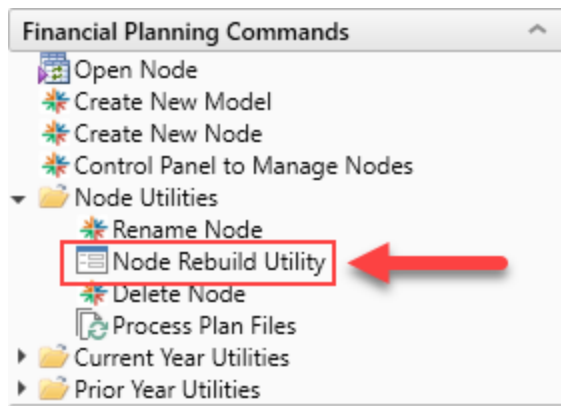 Financial Planning Commands
Open Node
Create New Model
Create New Node
Control Panel to Manage Nodes
Node Utilities
Rename Node
Node Rebuild Utility
Delete Node
Process Plan Files
Current Year Utilities
Prior Year Utilities